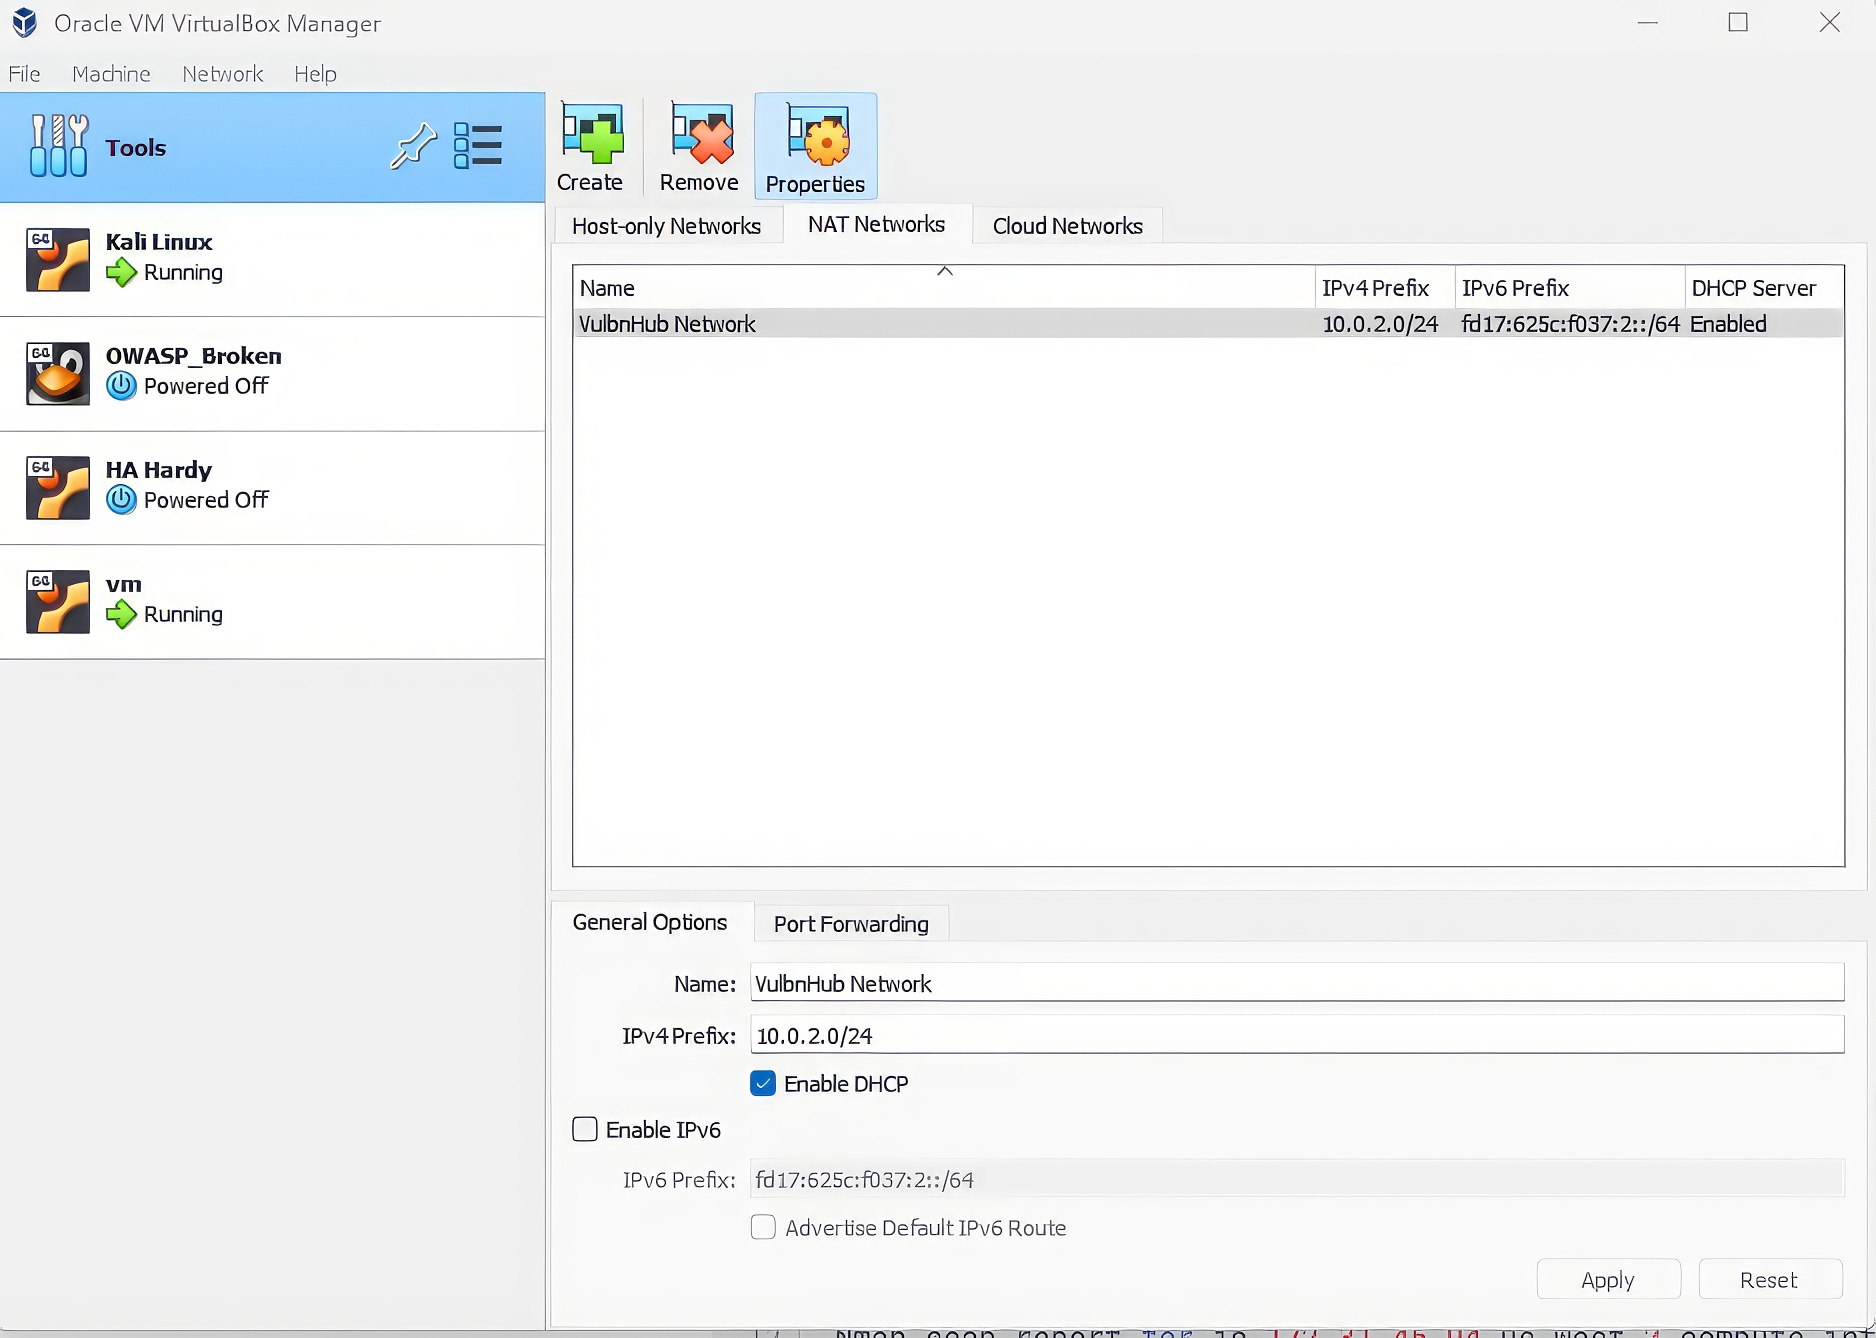 Oracle VM VirtualBox Manager
File Machine Network Help
Tools
Create Remove Properties
64 Kali Linux
Running
64 OWASP_Broken
Powered Off
64 HA Hardy
Powered Off
64 vm
Running
Host-only Networks NAT Networks Cloud Networks
Name IPv4 Prefix IPv6 Prefix DHCP Server
VulbnHub Network 10.0.2.0/24 fd17:625c:f037:2::/64 Enabled
General Options Port Forwarding
Name: VulbnHub Network
IPv4 Prefix: 10.0.2.0/24
Enable DHCP
Enable IPv6
IPv6 Prefix: fd17:625c:f037:2::/64
Advertise Default IPv6 Route
Apply Reset